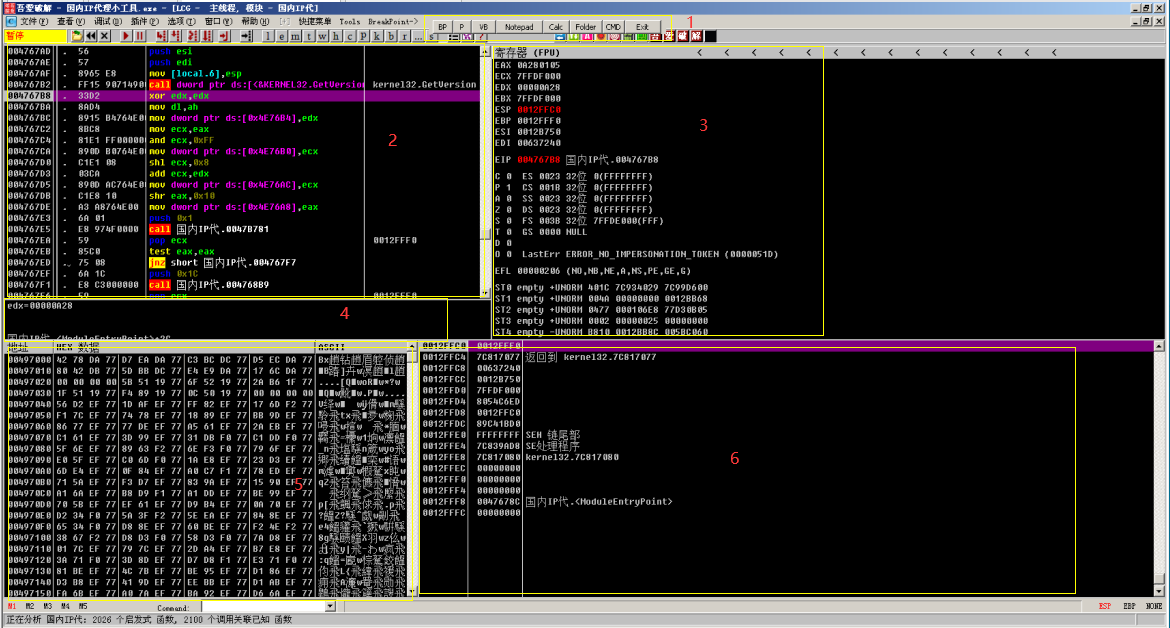 吾爱破解 - 国内IP代理小工具.exe - [LCG - 主线程, 模块 - 国内IP代]
文件(F) 查看(V) 调试(D) 插件(P) 选项(T) 窗口(W) 帮助(H) [+] 快捷菜单 Tools BreakPoint->
BP P VB Notepad Calc Folder CMD Exit
1
暂停
l e m t w h c P k b r ... s
004767AD . 56 push esi
004767AE . 57 push edi
004767AF . 8965 E8 mov [local.6],esp
004767B2 . FF15 90714900 call dword ptr ds:[<&KERNEL32.GetVersion kernel32.GetVersion
004767B8 . 33D2 xor edx,edx
004767BA . 8AD4 mov dl,ah
004767BC . 8915 B4764E00 mov dword ptr ds:[0x4E76B4],edx
004767C2 . 8BC8 mov ecx,eax
004767C4 . 81E1 FF000000 and ecx,0xFF
004767CA . 890D B0764E00 mov dword ptr ds:[0x4E76B0],ecx
004767D0 . C1E1 08 shl ecx,0x8
004767D3 . 03CA add ecx,edx
004767D5 . 890D AC764E00 mov dword ptr ds:[0x4E76AC],ecx
004767DB . C1E8 10 shr eax,0x10
004767DE . A3 A8764E00 mov dword ptr ds:[0x4E76A8],eax
004767E3 . 6A 01 push 0x1
004767E5 . E8 974F0000 call 国内IP代.0047B781
004767EA . 59 pop ecx 0012FFF0
004767EB . 85C0 test eax,eax
004767ED . 75 08 jnz short 国内IP代.004767F7
004767EF . 6A 1C push 0x1C
004767F1 . E8 C3000000 call 国内IP代.004768B9
2
寄存器 (FPU) < < < < < < < < < < < < < <
EAX 0A280105
ECX 7FFDF000
EDX 00000A28
EBX 7FFDF000
ESP 0012FFC0
EBP 0012FFF0
ESI 0012B750
EDI 00637240
EIP 004767B8 国内IP代.004767B8
C 0 ES 0023 32位 0(FFFFFFFF)
P 1 CS 001B 32位 0(FFFFFFFF)
A 0 SS 0023 32位 0(FFFFFFFF)
Z 0 DS 0023 32位 0(FFFFFFFF)
S 0 FS 003B 32位 7FFDE000(FFF)
T 0 GS 0000 NULL
D 0
O 0 LastErr ERROR_NO_IMPERSONATION_TOKEN (0000051D)
EFL 00000206 (NO,NB,NE,A,NS,PE,GE,G)
ST0 empty +UNORM 401C 7C934029 7C99D600
ST1 empty +UNORM 004A 00000000 0012BB68
ST2 empty +UNORM 0477 000106E8 77D30B05
ST3 empty +UNORM 0002 00000025 00000000
ST4 empty -UNORM B810 0012BB8C 005BC060
3
edx=00000A28
国内IP代.<ModuleEntryPoint>+2C
4
地址 HEX 数据 ASCII
00497000 42 78 DA 77 D7 EA DA 77 C3 BC DC 77 D5 EC DA 77
00497010 80 42 DB 77 5D BB DC 77 E4 E9 DA 77 17 6C DA 77
00497020 00 00 00 00 5B 51 19 77 6F 52 19 77 2A B6 1F 77
00497030 1F 51 19 77 F4 89 19 77 0C 50 19 77 00 00 00 00
00497040 56 D2 EF 77 1D AF EF 77 FF 82 EF 77 17 6D F2 77
00497050 F1 7C EF 77 74 78 EF 77 18 89 EF 77 BB 9D EF 77
00497060 86 77 EF 77 77 DE EF 77 A5 61 EF 77 2A EB EF 77
00497070 C1 61 EF 77 3D 99 EF 77 31 DB F0 77 C1 DD F0 77
00497080 5F 6E EF 77 89 63 F2 77 6E F3 F0 77 79 6F EF 77
00497090 E0 5F EF 77 C0 6D F0 77 1A E8 EF 77 23 D3 EF 77
004970A0 6D E4 EF 77 0F 84 EF 77 A0 C7 F1 77 78 ED EF 77
004970B0 71 5A EF 77 F3 D7 EF 77 83 9A EF 77 15 90 EF 77
004970C0 A1 6A EF 77 B8 D9 F1 77 A1 DD EF 77 BE 99 EF 77
004970D0 70 5B EF 77 EF 61 EF 77 D9 B4 EF 77 0A 70 EF 77
004970E0 D2 34 F0 77 5A 3F F2 77 5E EA EF 77 84 8E EF 77
004970F0 65 34 F0 77 D8 8E EF 77 60 BE EF 77 F2 4E F2 77
00497100 38 67 F2 77 D8 D3 F0 77 58 D3 F0 77 7A D8 EF 77
00497110 01 7C EF 77 79 7C EF 77 2D A4 EF 77 B7 E8 EF 77
00497120 3A 71 F0 77 3D 8D EF 77 D7 D8 F1 77 E3 71 F0 77
00497130 81 BE EF 77 4C 7B EF 77 BE 95 EF 77 D1 86 EF 77
00497140 D3 B8 EF 77 41 9D EF 77 EE BB EF 77 D1 AB EF 77
00497150 FA 6B EF 77 A0 7A EF 77 BA 92 EF 77 D6 6A EF 77
5
0012FFC0 0012FFF0
0012FFC4 7C817077 返回到 kernel32.7C817077
0012FFC8 00637240
0012FFCC 0012B750
0012FFD0 7FFDF000
0012FFD4 8054C6ED
0012FFD8 0012FFC0
0012FFDC 89C41BD0
0012FFE0 FFFFFFFF SEH 链尾部
0012FFE4 7C839AD8 SE处理程序
0012FFE8 7C817080 kernel32.7C817080
0012FFEC 00000000
0012FFF0 00000000
0012FFF4 00000000
0012FFF8 0047678C 国内IP代.<ModuleEntryPoint>
0012FFFC 00000000
6
M1 M2 M3 M4 M5 Command: ESP EBP NONE
正在分析 国内IP代: 2026 个启发式 函数, 2100 个调用关联已知 函数